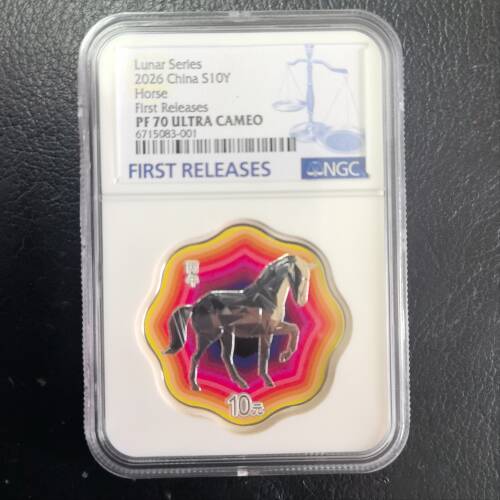 Lunar Series
2026 China S10Y
Horse
First Releases
PF 70 ULTRA CAMEO
6715083-001
FIRST RELEASES
NGC
10元